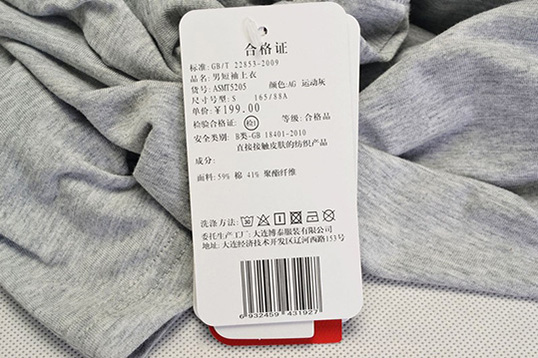 合格证
标准: GB/T 22853-2009
品名: 男短袖上衣
货号: ASMT5205 颜色: AG 运动灰
尺寸号型: S 165/88A
单价: ¥199.00
检验合格证: 检1 等级: 合格品
安全类别: B类-GB 18401-2010
直接接触皮肤的纺织产品
成分:
面料: 59% 棉 41% 聚酯纤维
洗涤方法:
委托生产工厂: 大连博泰服装有限公司
地址: 大连经济技术开发区辽河西路153号
6 932459 431927